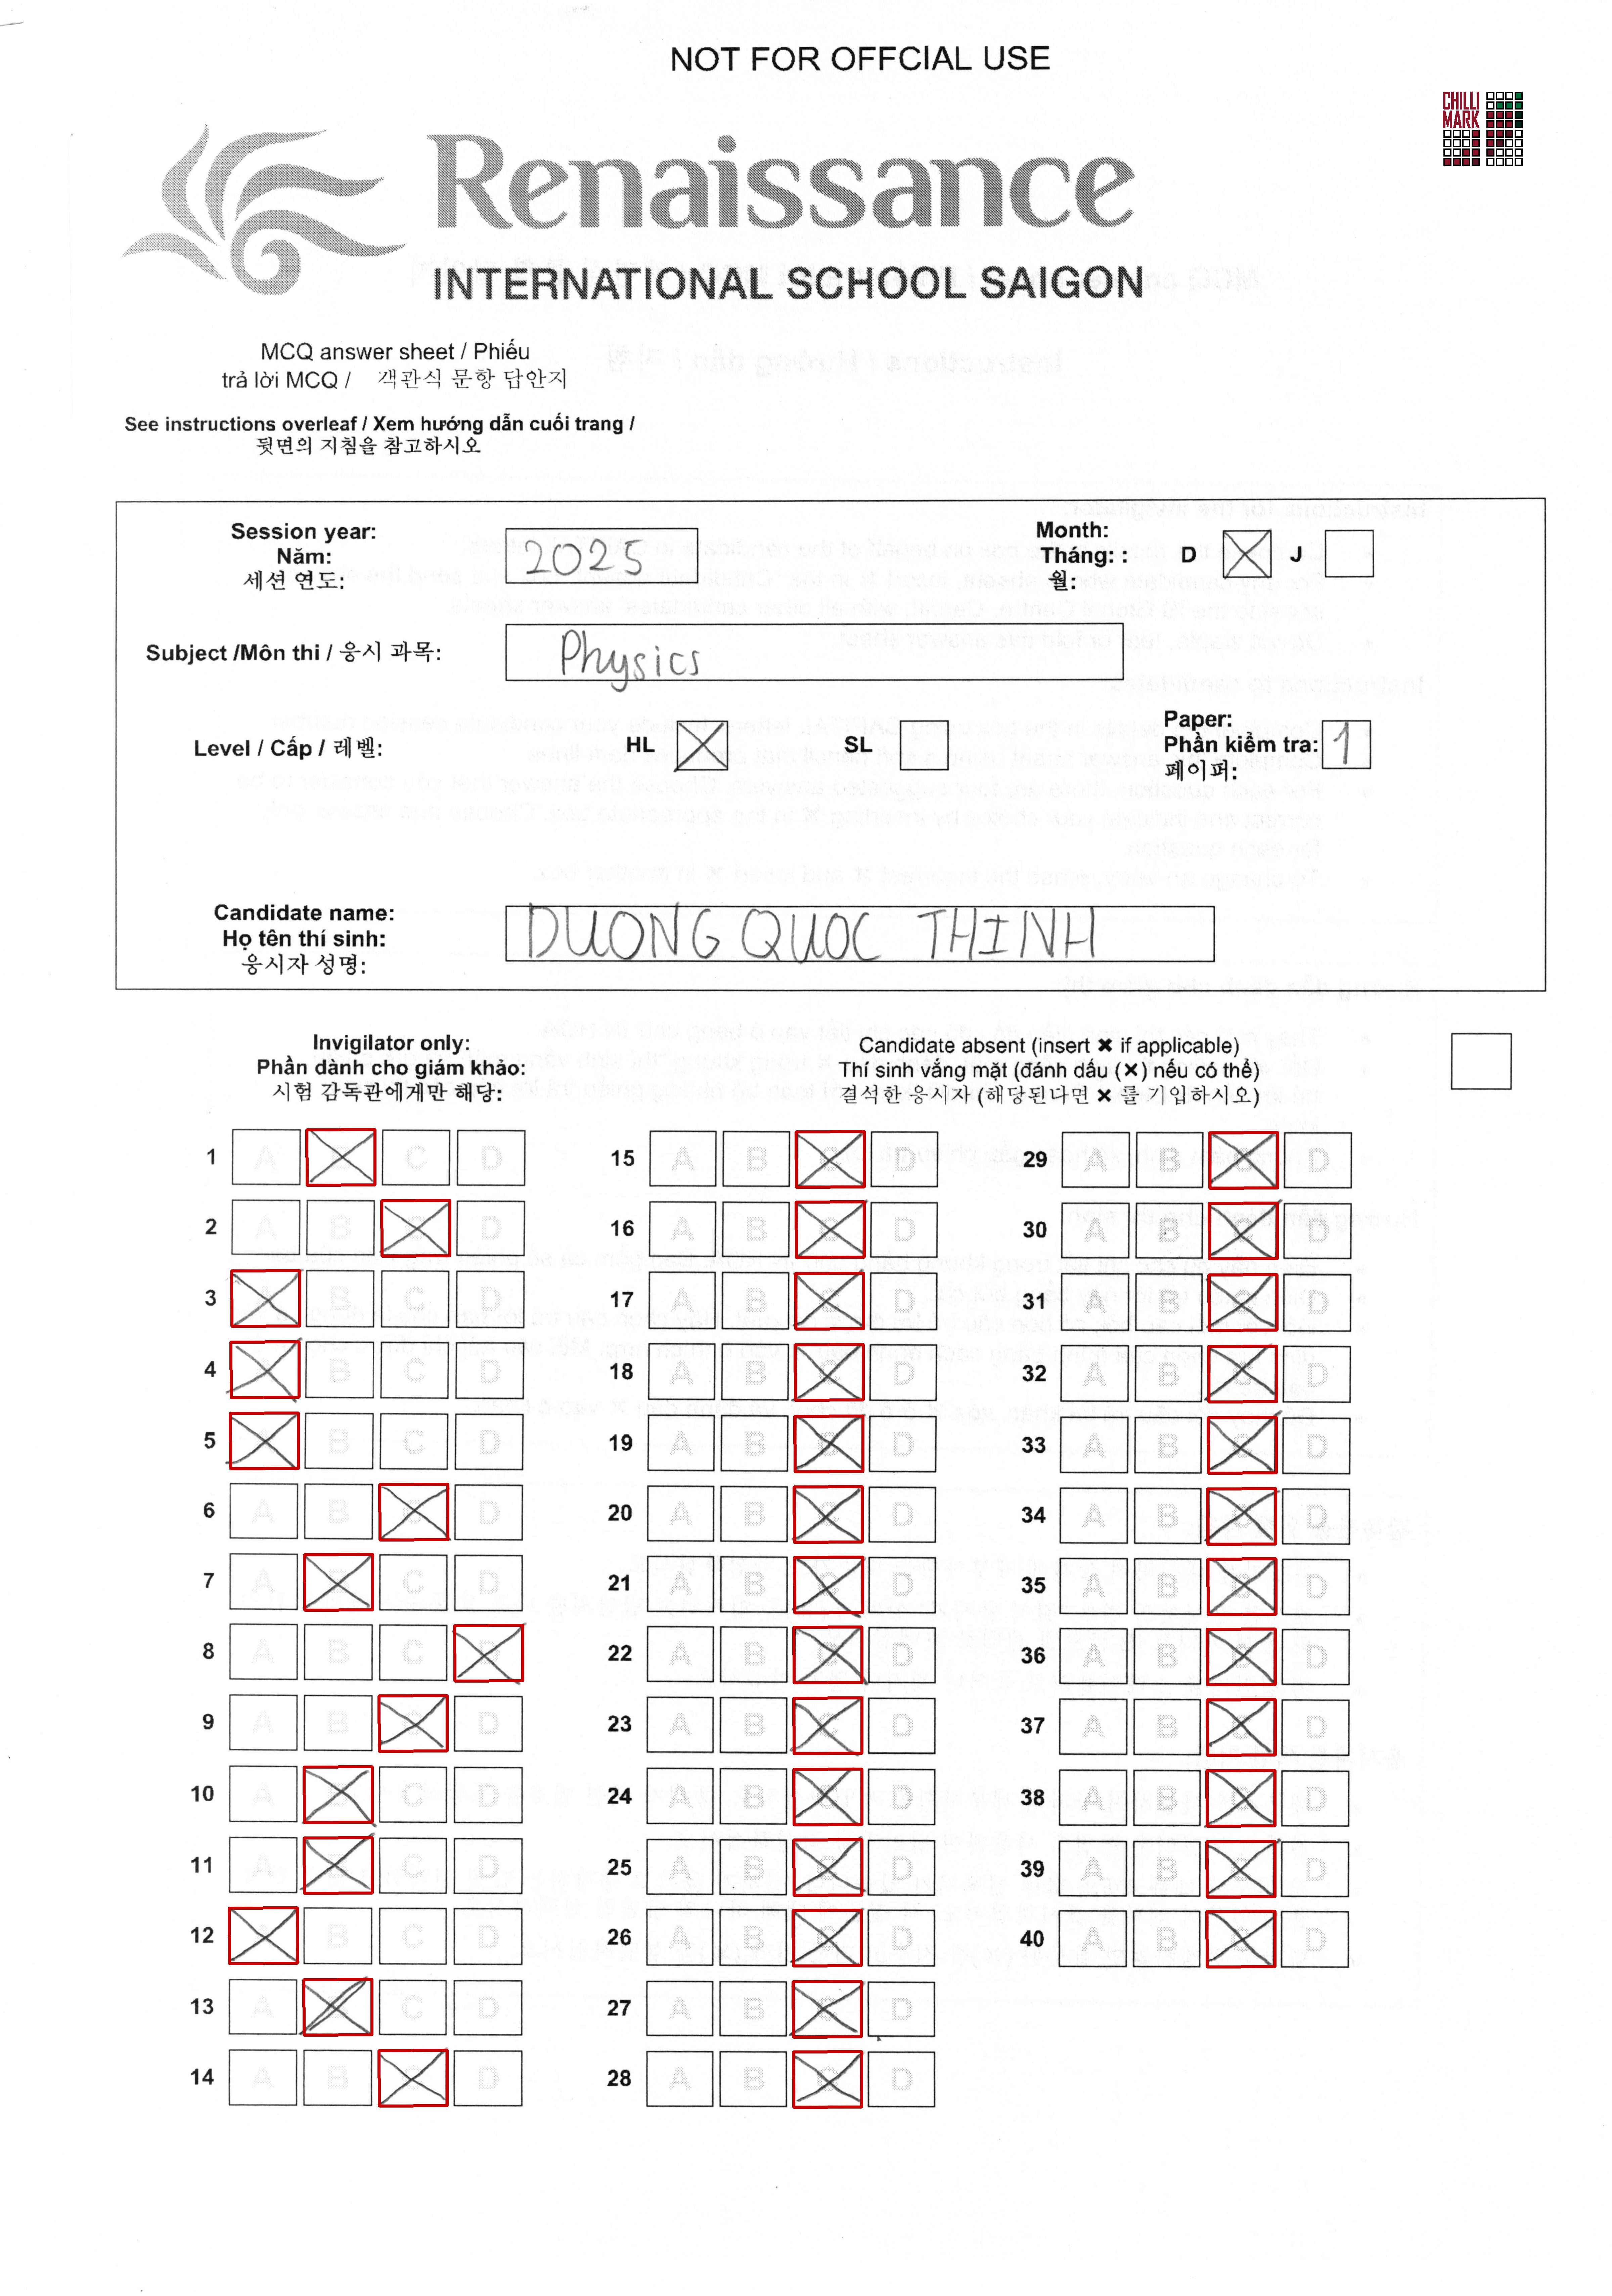 NOT FOR OFFCIAL USE
CHILLI
MARK
Renaissance
INTERNATIONAL SCHOOL SAIGON
MCQ answer sheet / Phiếu
trả lời MCQ / 객관식 문항 답안지
See instructions overleaf / Xem hướng dẫn cuối trang /
뒷면의 지침을 참고하시오
Session year:
Năm:
세션 연도:
2025
Month:
Tháng: :
월:
D
J
Subject /Môn thi / 응시 과목:
Physics
Level / Cấp / 레벨:
HL
SL
Paper:
Phần kiểm tra:
페이퍼:
1
Candidate name:
Họ tên thí sinh:
응시자 성명:
DUONG QUOC THINH
Invigilator only:
Phần dành cho giám khảo:
시험 감독관에게만 해당:
Candidate absent (insert ✖ if applicable)
Thí sinh vắng mặt (đánh dấu (✖) nếu có thể)
결석한 응시자 (해당된다면 ✖ 를 기입하시오)
1 A B C D
2 A B C D
3 A B C D
4 A B C D
5 A B C D
6 A B C D
7 A B C D
8 A B C D
9 A B C D
10 A B C D
11 A B C D
12 A B C D
13 A B C D
14 A B C D
15 A B C D
16 A B C D
17 A B C D
18 A B C D
19 A B C D
20 A B C D
21 A B C D
22 A B C D
23 A B C D
24 A B C D
25 A B C D
26 A B C D
27 A B C D
28 A B C D
29 A B C D
30 A B C D
31 A B C D
32 A B C D
33 A B C D
34 A B C D
35 A B C D
36 A B C D
37 A B C D
38 A B C D
39 A B C D
40 A B C D